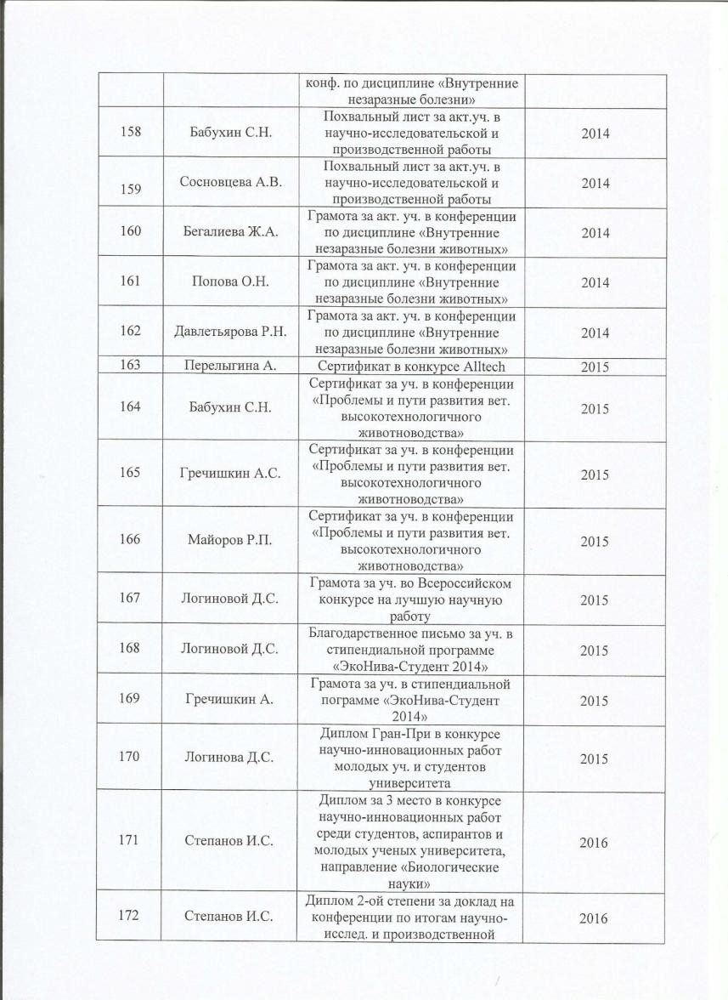 конф. по дисциплине «Внутренние
незаразные болезни»
158 Бабухин С.Н. Похвальный лист за акт.уч. в
научно-исследовательской и
производственной работы 2014
159 Сосновцева А.В. Похвальный лист за акт.уч. в
научно-исследовательской и
производственной работы 2014
160 Бегалиева Ж.А. Грамота за акт. уч. в конференции
по дисциплине «Внутренние
незаразные болезни животных» 2014
161 Попова О.Н. Грамота за акт. уч. в конференции
по дисциплине «Внутренние
незаразные болезни животных» 2014
162 Давлетьярова Р.Н. Грамота за акт. уч. в конференции
по дисциплине «Внутренние
незаразные болезни животных» 2014
163 Перелыгина А. Сертификат в конкурсе Alltech 2015
164 Бабухин С.Н. Сертификат за уч. в конференции
«Проблемы и пути развития вет.
высокотехнологичного
животноводства» 2015
165 Гречишкин А.С. Сертификат за уч. в конференции
«Проблемы и пути развития вет.
высокотехнологичного
животноводства» 2015
166 Майоров Р.П. Сертификат за уч. в конференции
«Проблемы и пути развития вет.
высокотехнологичного
животноводства» 2015
167 Логиновой Д.С. Грамота за уч. во Всероссийском
конкурсе на лучшую научную
работу 2015
168 Логиновой Д.С. Благодарственное письмо за уч. в
стипендиальной программе
«ЭкоНива-Студент 2014» 2015
169 Гречишкин А. Грамота за уч. в стипендиальной
пограмме «ЭкоНива-Студент
2014» 2015
170 Логинова Д.С. Диплом Гран-При в конкурсе
научно-инновационных работ
молодых уч. и студентов
университета 2015
171 Степанов И.С. Диплом за 3 место в конкурсе
научно-инновационных работ
среди студентов, аспирантов и
молодых ученых университета,
направление «Биологические
науки» 2016
172 Степанов И.С. Диплом 2-ой степени за доклад на
конференции по итогам научно-
исслед. и производственной 2016